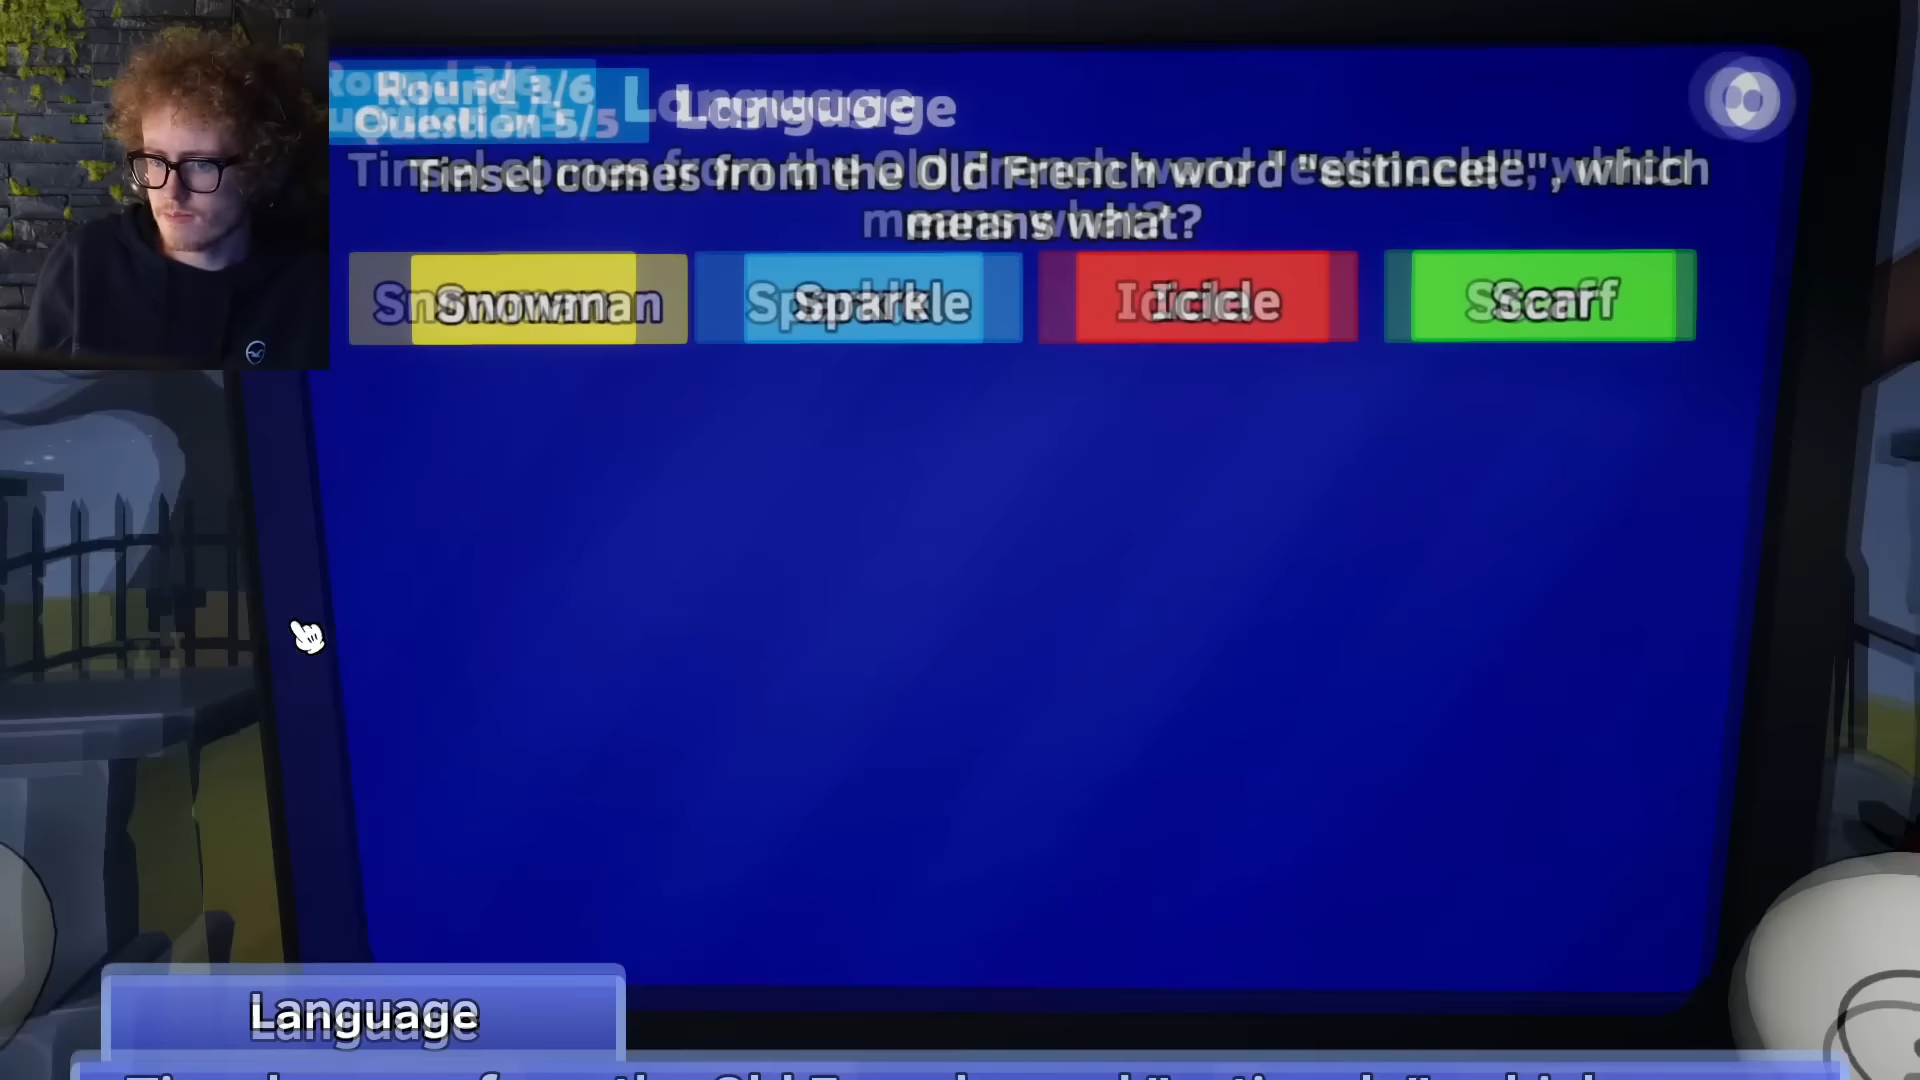 Round 3/6
Question 5/5
Language
Tinsel comes from the Old French word "estincele", which
means what?
Snowman
Sparkle
Icicle
Scarf
Language